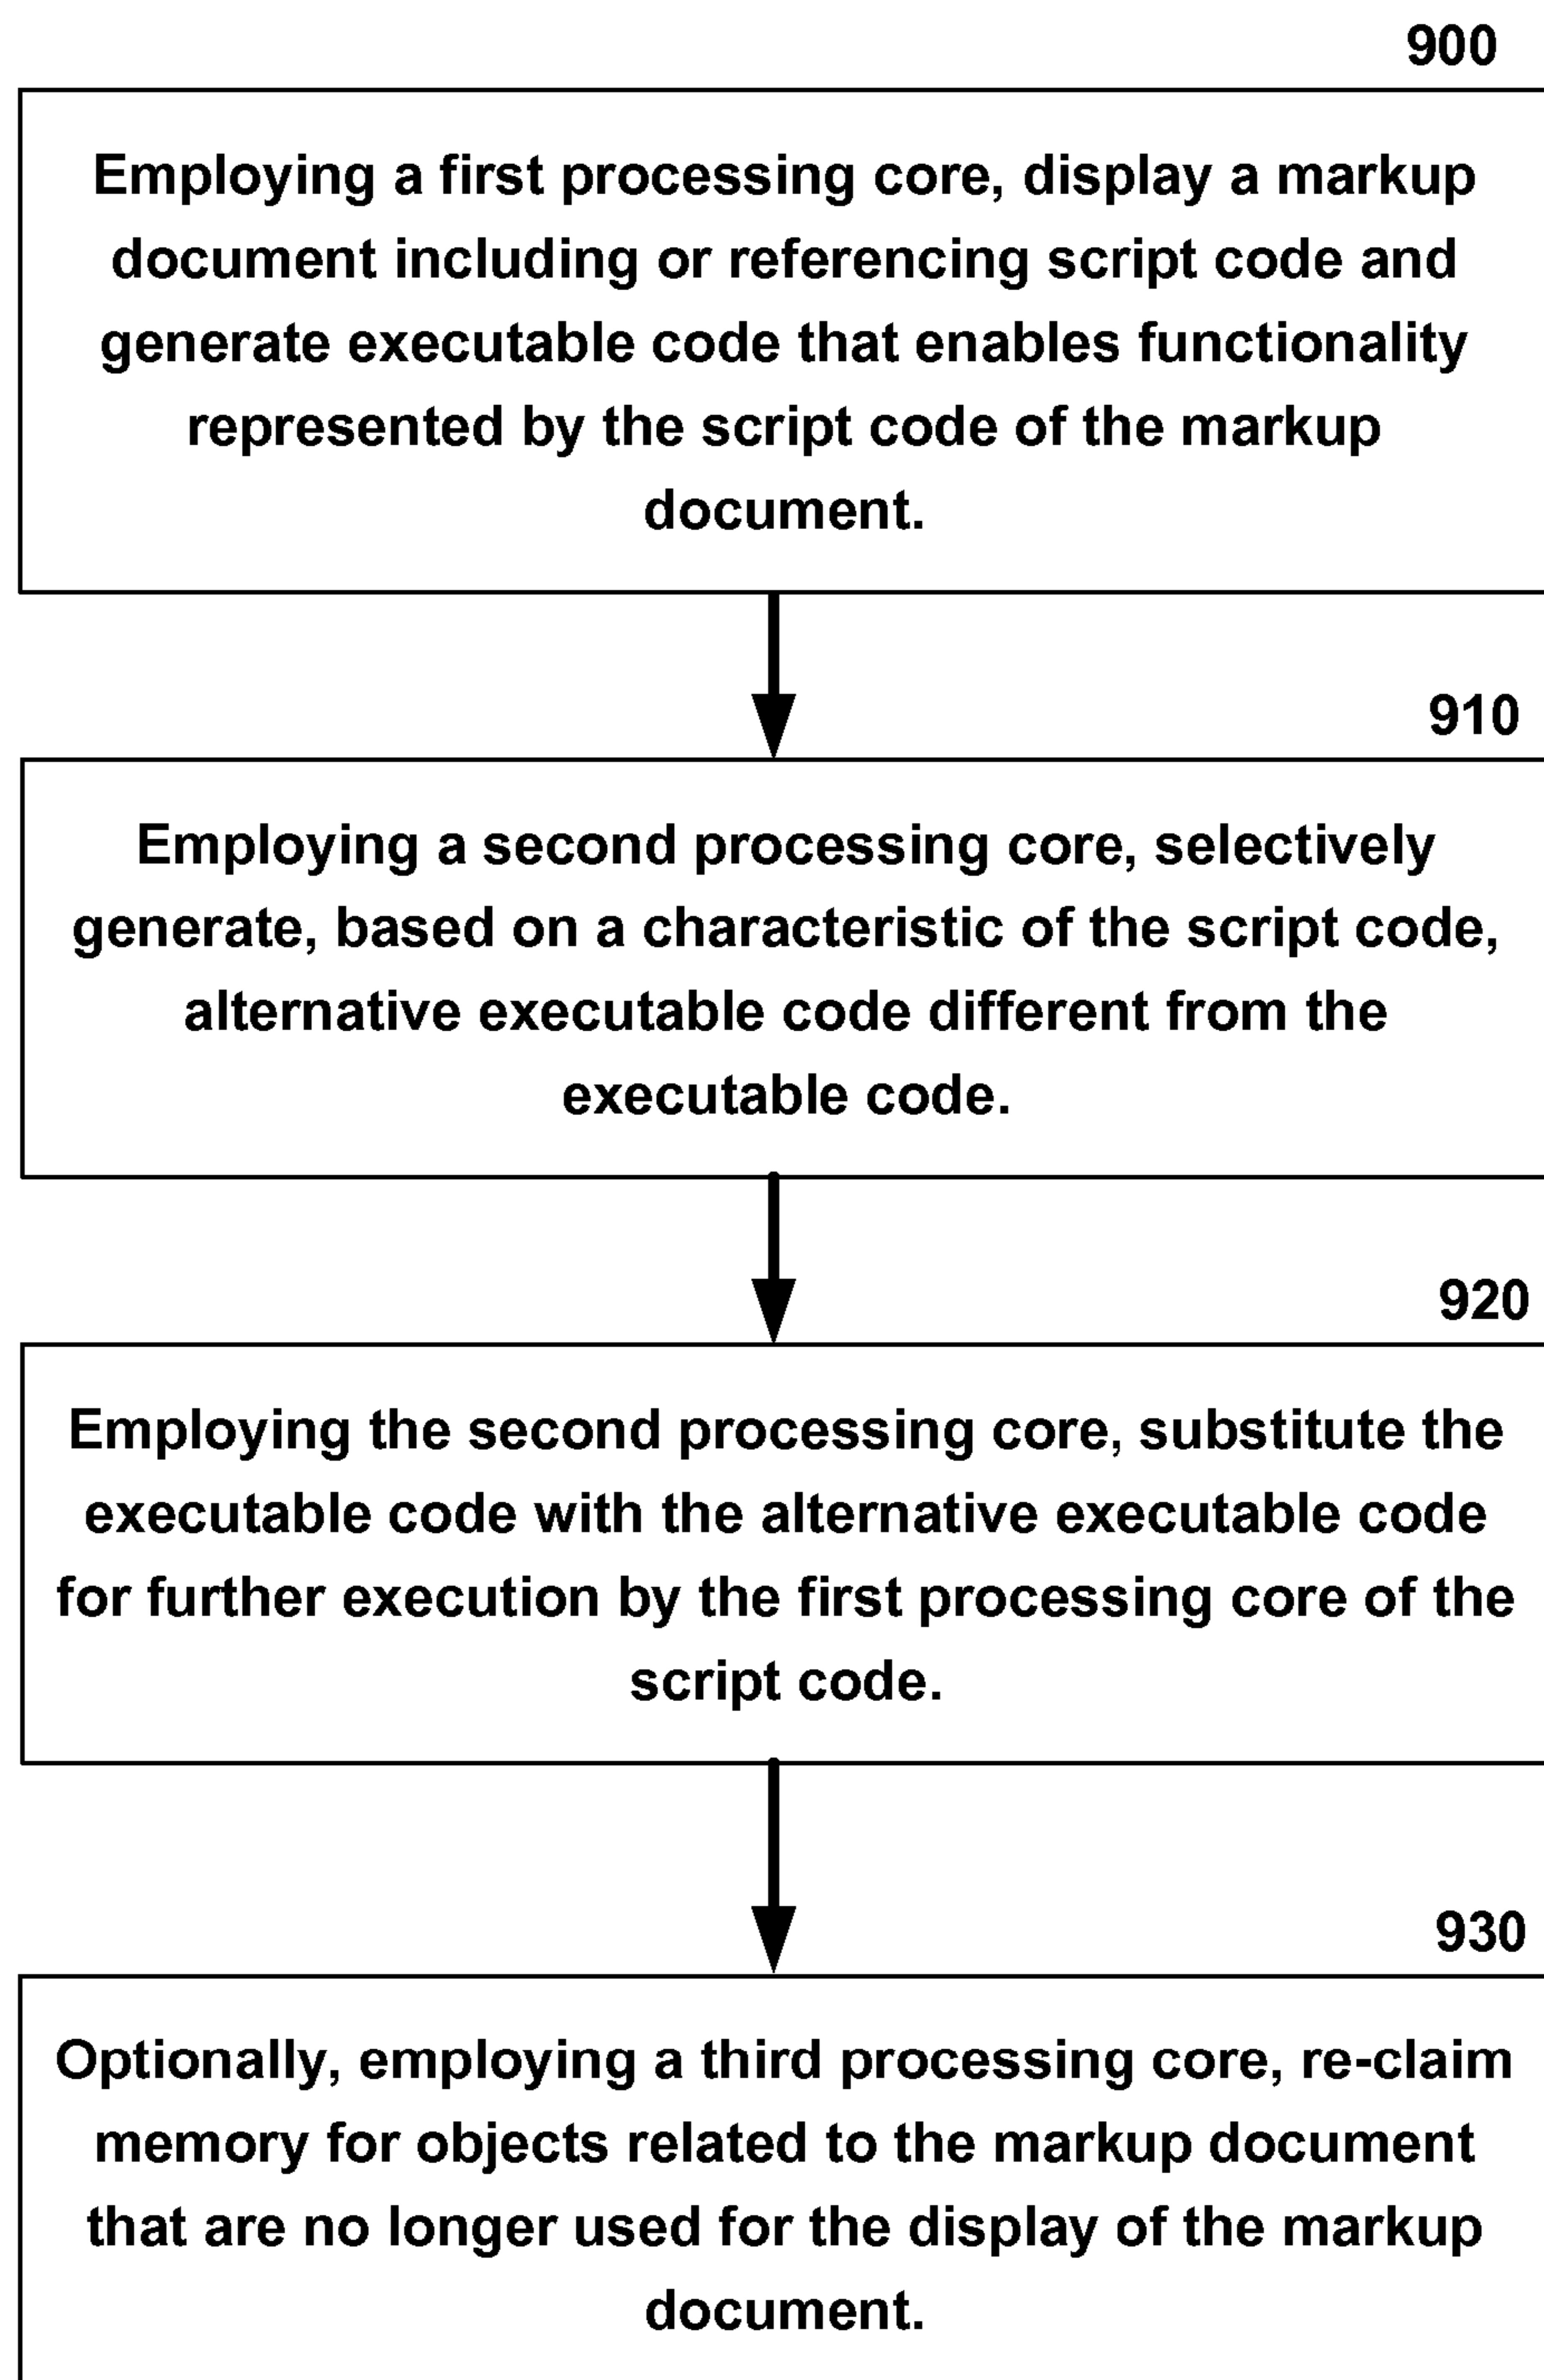 900
Employing a first processing core, display a markup
document including or referencing script code and
generate executable code that enables functionality
represented by the script code of the markup
document.
910
Employing a second processing core, selectively
generate, based on a characteristic of the script code,
alternative executable code different from the
executable code.
920
Employing the second processing core, substitute the
executable code with the alternative executable code
for further execution by the first processing core of the
script code.
930
Optionally, employing a third processing core, re-claim
memory for objects related to the markup document
that are no longer used for the display of the markup
document.